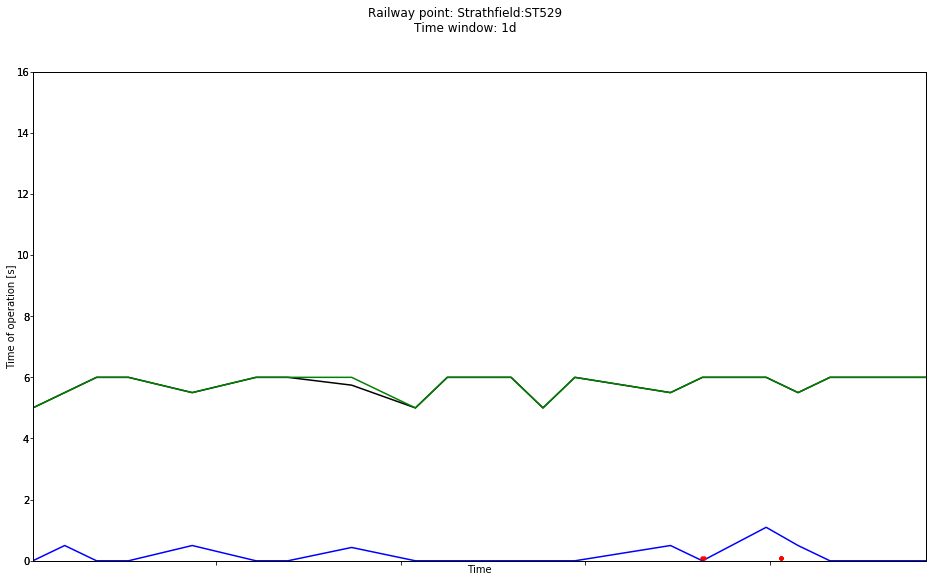 Railway point: Strathfield:ST529
Time window: 1d
16
14
12
10
8
6
4
2
0
Time of operation [s]
Time